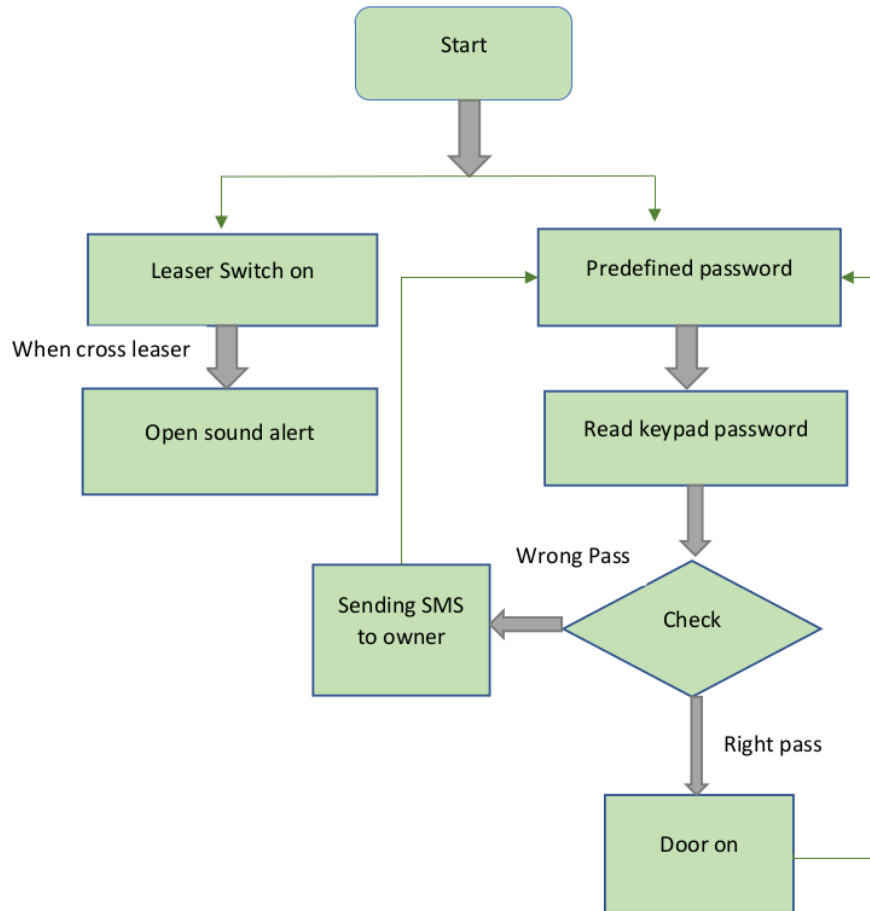 Start
Leaser Switch on
Predefined password
When cross leaser
Open sound alert
Read keypad password
Wrong Pass
Sending SMS
to owner
Check
Right pass
Door on